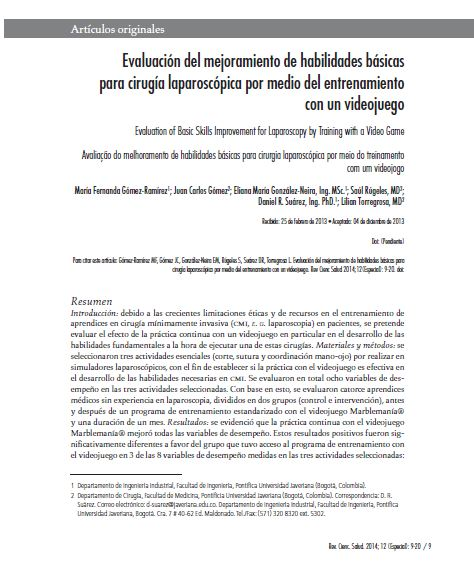 Artículos originales
Evaluación del mejoramiento de habilidades básicas
para cirugía laparoscópica por medio del entrenamiento
con un videojuego
Evaluation of Basic Skills Improvement for Laparoscopy by Training with a Video Game
Avaliação do melhoramento de habilidades básicas para cirurgia laparoscópica por meio do treinamento
com um videojogo
Maria Fernanda Gómez-Ramírez¹; Juan Carlos Gómez²; Eliana María González-Neira, Ing. MSc.¹; Saúl Rúgeles, MD²;
Daniel R. Suárez, Ing. PhD.¹; Lilian Torregrosa, MD²
Recibido: 25 de febrero de 2013 • Aceptado: 04 de diciembre de 2013
Doi: (Pendiente)
Para citar este artículo: Gómez-Ramírez MF, Gómez JC, González-Neira EM, Rúgeles S, Suárez DR, Torregrosa L. Evaluación del mejoramiento de habilidades básicas para
cirugía laparoscópica por medio del entrenamiento con un videojuego. Rev Cienc Salud 2014;12 (Especial): 9-20. doi:
Resumen
Introducción: debido a las crecientes limitaciones éticas y de recursos en el entrenamiento de
aprendices en cirugía mínimamente invasiva (CMI, e. g. laparoscopia) en pacientes, se pretende
evaluar el efecto de la práctica continua con un videojuego en particular en el desarrollo de las
habilidades fundamentales a la hora de ejecutar una de estas cirugías. Materiales y métodos: se
seleccionaron tres actividades esenciales (corte, sutura y coordinación mano-ojo) por realizar en
simuladores laparoscópicos, con el fin de establecer si la práctica con el videojuego es efectiva en
el desarrollo de las habilidades necesarias en CMI. Se evaluaron en total ocho variables de des-
empeño en las tres actividades seleccionadas. Con base en esto, se evaluaron catorce aprendices
médicos sin experiencia en laparoscopia, divididos en dos grupos (control e intervención), antes
y después de un programa de entrenamiento estandarizado con el videojuego Marblemanía®
y una duración de un mes. Resultados: se evidenció que la práctica continua con el videojuego
Marblemanía® mejoró todas las variables de desempeño. Estos resultados positivos fueron sig-
nificativamente diferentes a favor del grupo que tuvo acceso al programa de entrenamiento con
el videojuego en 3 de las 8 variables de desempeño medidas en las tres actividades seleccionadas:
1 Departamento de Ingeniería Industrial, Facultad de Ingeniería, Pontifica Universidad Javeriana (Bogotá, Colombia).
2 Departamento de Cirugía, Facultad de Medicina, Pontificia Universidad Javeriana (Bogotá, Colombia). Correspondencia: D. R.
Suárez. Correo electrónico: d-suarez@javeriana.edu.co. Departamento de Ingeniería Industrial, Facultad de Ingeniería, Pontificia
Universidad Javeriana, Bogotá. Cra. 7 # 40-62 Ed. Maldonado. Tel./Fax: (571) 320 8320 ext. 5302.
Rev. Cienc. Salud. 2014; 12 (Especial): 9-20 / 9